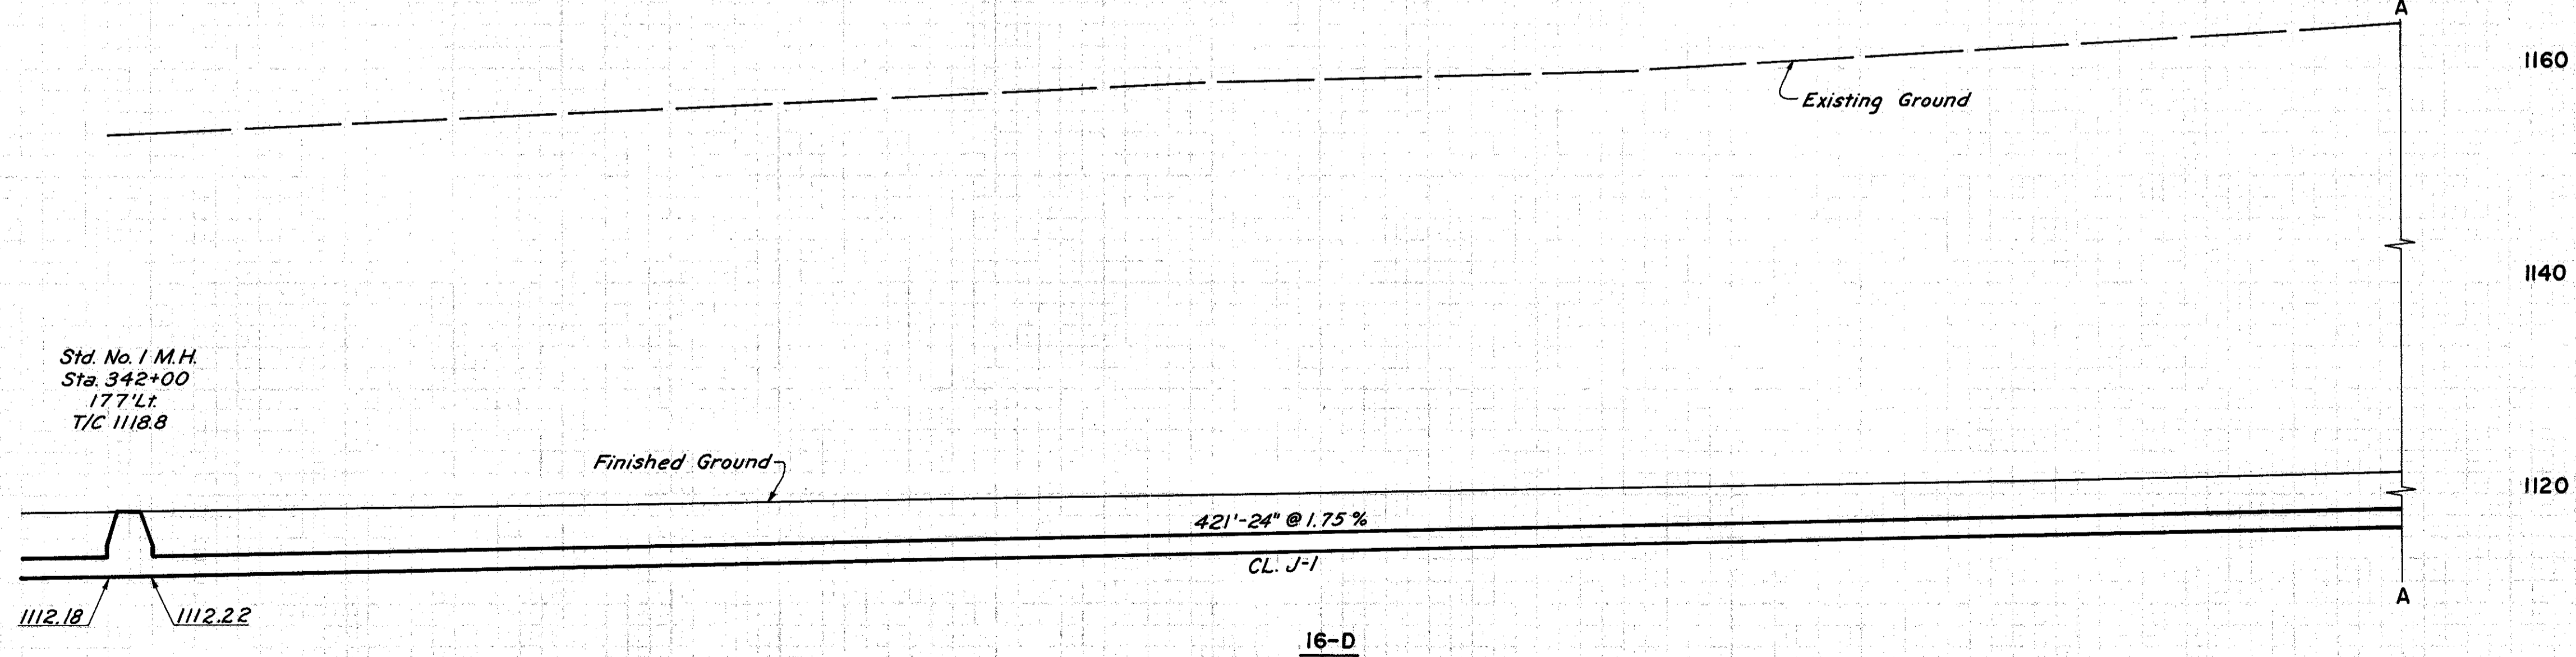 A
1160
Existing Ground
1140
Std. No. 1 M.H.
Sta. 342+00
177'Lt.
T/C 1118.8
Finished Ground
1120
421'-24" @ 1.75 %
CL. J-1
A
1112.18
1112.22
16-D